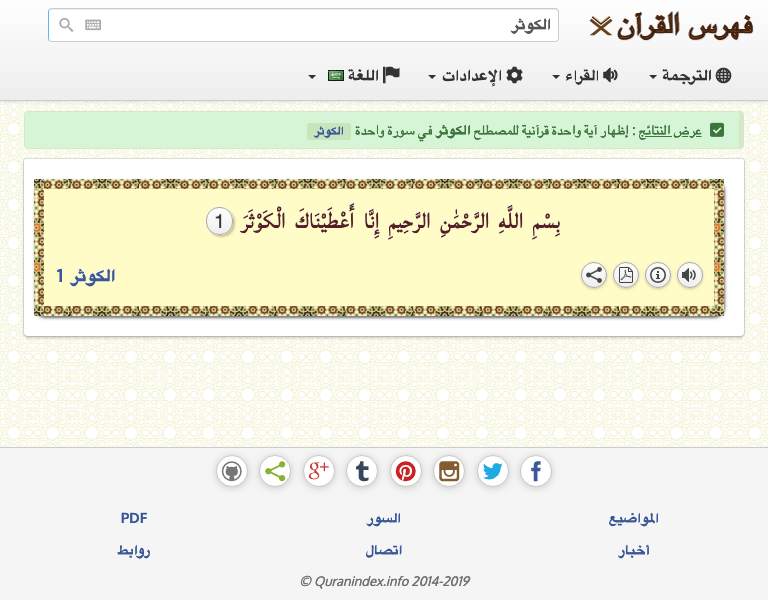 فهرس القرآن
الكوثر
الترجمة القراء الإعدادات اللغة
عرض النتائج : إظهار آية واحدة قرآنية للمصطلح الكوثر في سورة واحدة الكوثر
بِسْمِ اللَّهِ الرَّحْمَٰنِ الرَّحِيمِ إِنَّا أَعْطَيْنَاكَ الْكَوْثَرَ 1
الكوثر 1
المواضيع السور PDF
أخبار اتصال روابط
© Quranindex.info 2014-2019